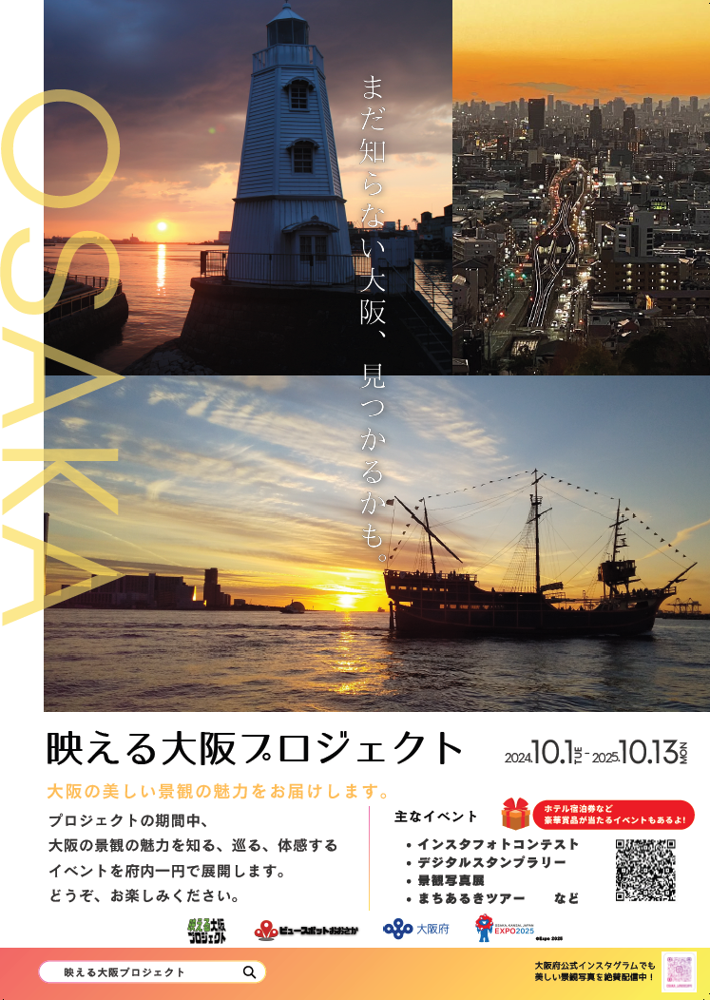 OSAKA
まだ知らない大阪、見つかるかも。
映える大阪プロジェクト
2024.10.1 TUE - 2025.10.13 MON
大阪の美しい景観の魅力をお届けします。
プロジェクトの期間中、
大阪の景観の魅力を知る、巡る、体感する
イベントを府内一円で展開します。
どうぞ、お楽しみください。
主なイベント
ホテル宿泊券など
豪華賞品が当たるイベントもあるよ!
• インスタフォトコンテスト
• デジタルスタンプラリー
• 景観写真展
• まちあるきツアー など
映える大阪
プロジェクト
ビュースポットおおさか
大阪府
OSAKA, KANSAI, JAPAN
EXPO2025
©Expo 2025
映える大阪プロジェクト
大阪府公式インスタグラムでも
美しい景観写真を絶賛配信中!